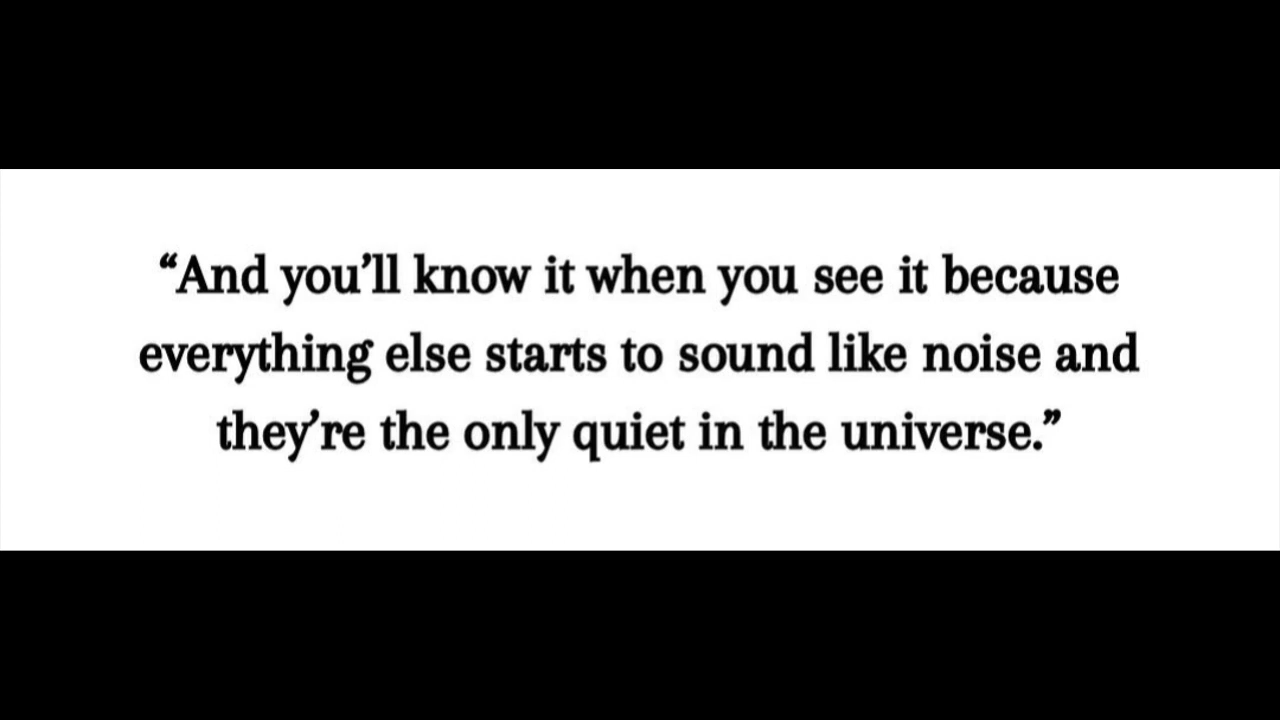 “And you’ll know it when you see it because
everything else starts to sound like noise and
they’re the only quiet in the universe.”